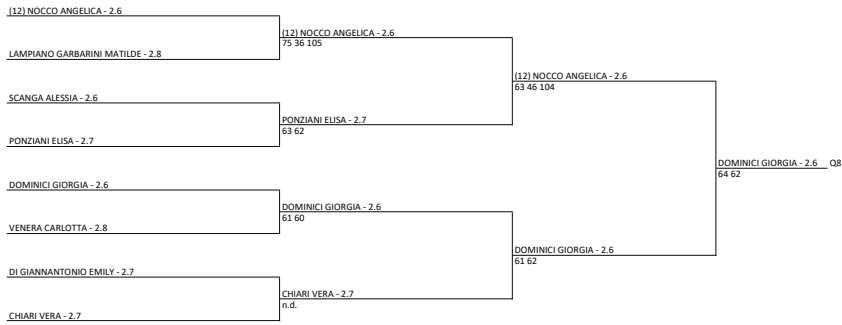 (12) NOCCO ANGELICA - 2.6
(12) NOCCO ANGELICA - 2.6
75 36 105
LAMPIANO GARBARINI MATILDE - 2.8
(12) NOCCO ANGELICA - 2.6
63 46 104
SCANGA ALESSIA - 2.6
PONZIANI ELISA - 2.7
63 62
PONZIANI ELISA - 2.7
DOMINICI GIORGIA - 2.6 Q8
64 62
DOMINICI GIORGIA - 2.6
DOMINICI GIORGIA - 2.6
61 60
VENERA CARLOTTA - 2.8
DOMINICI GIORGIA - 2.6
61 62
DI GIANNANTONIO EMILY - 2.7
CHIARI VERA - 2.7
n.d.
CHIARI VERA - 2.7